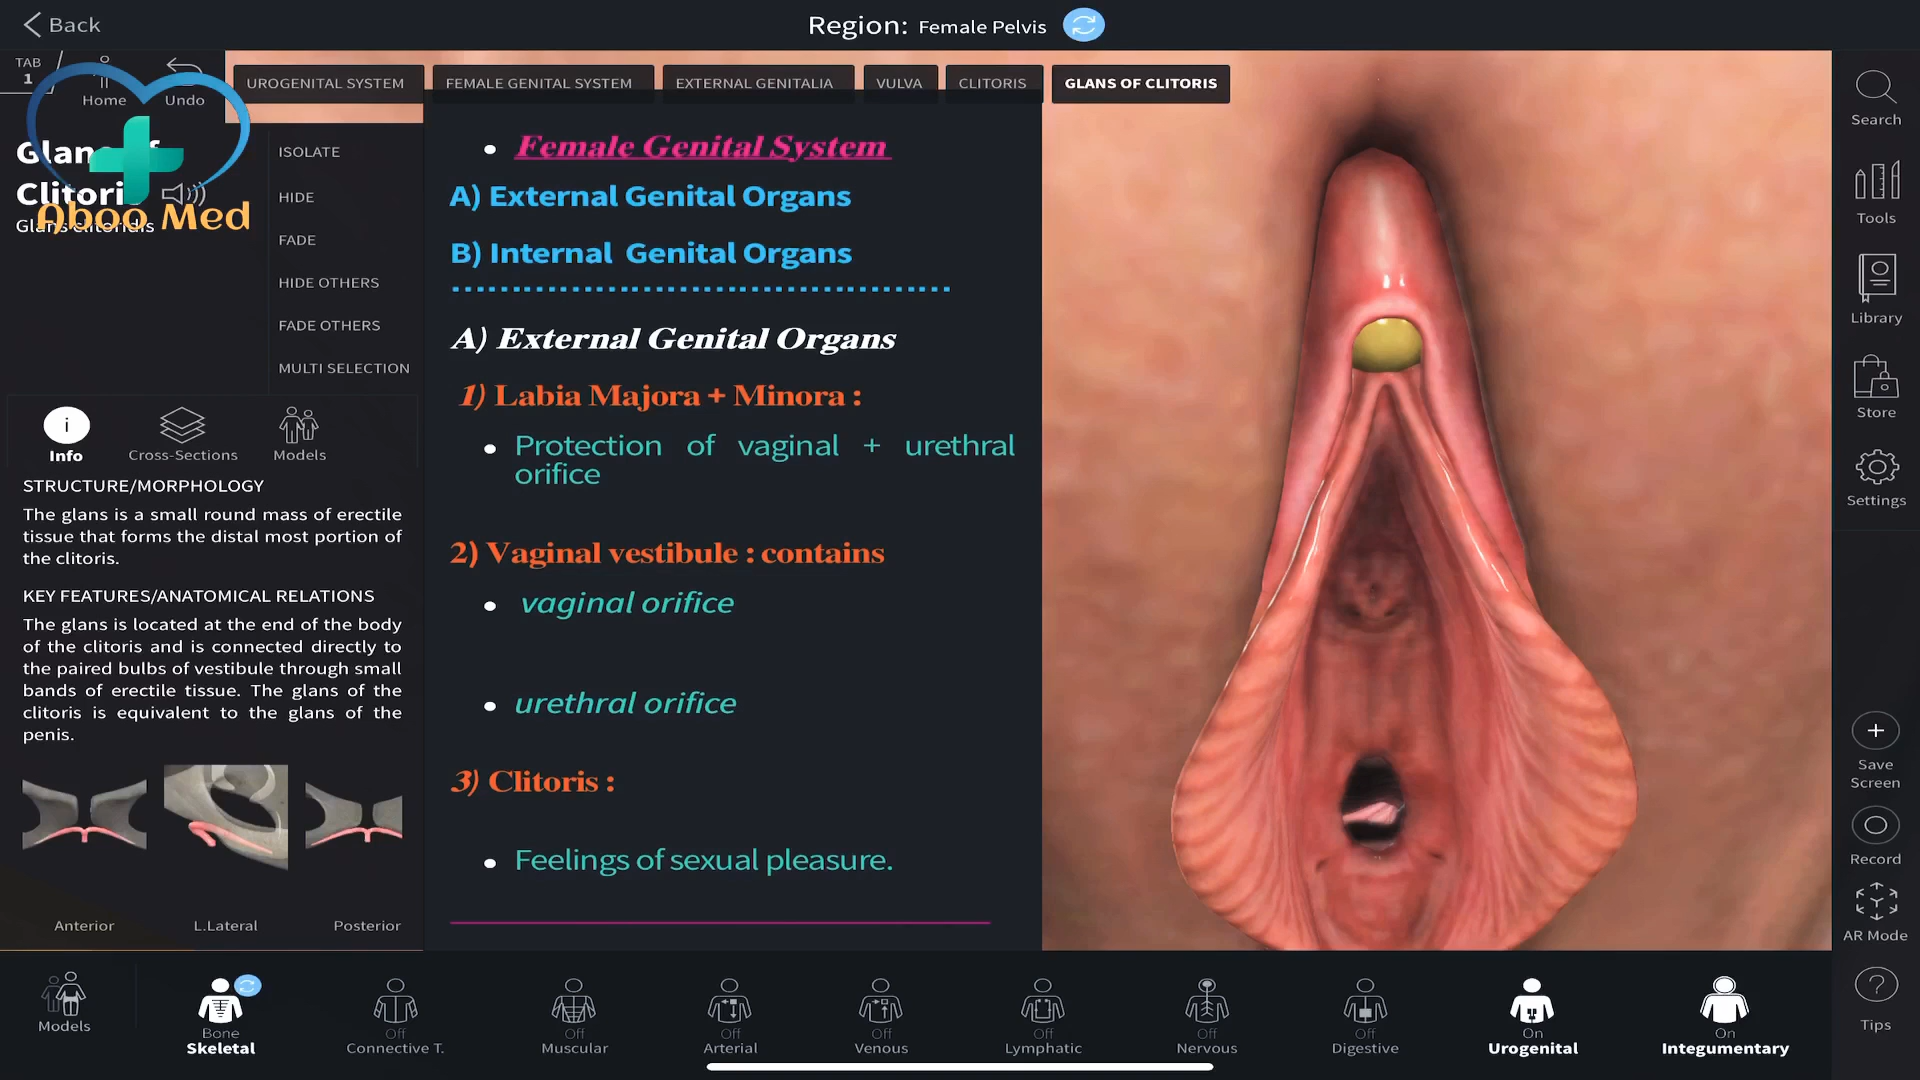 Back
Region: Female Pelvis
TAB
1
Home
Undo
UROGENITAL SYSTEM
FEMALE GENITAL SYSTEM
EXTERNAL GENITALIA
VULVA
CLITORIS
GLANS OF CLITORIS
Glans of
Clitoris
Glans clitoridis
Aboo Med
ISOLATE
HIDE
FADE
HIDE OTHERS
FADE OTHERS
MULTI SELECTION
i
Info
Cross-Sections
Models
STRUCTURE/MORPHOLOGY
The glans is a small round mass of erectile
tissue that forms the distal most portion of
the clitoris.
KEY FEATURES/ANATOMICAL RELATIONS
The glans is located at the end of the body
of the clitoris and is connected directly to
the paired bulbs of vestibule through small
bands of erectile tissue. The glans of the
clitoris is equivalent to the glans of the
penis.
Anterior
L.Lateral
Posterior
• Female Genital System
A) External Genital Organs
B) Internal Genital Organs
A) External Genital Organs
1) Labia Majora + Minora :
• Protection of vaginal + urethral
orifice
2) Vaginal vestibule : contains
• vaginal orifice
• urethral orifice
3) Clitoris :
• Feelings of sexual pleasure.
Search
Tools
Library
Store
Settings
+
Save
Screen
Record
AR Mode
?
Tips
Models
Bone
Skeletal
Off
Connective T.
Off
Muscular
Off
Arterial
Off
Venous
Off
Lymphatic
Off
Nervous
Off
Digestive
On
Urogenital
On
Integumentary